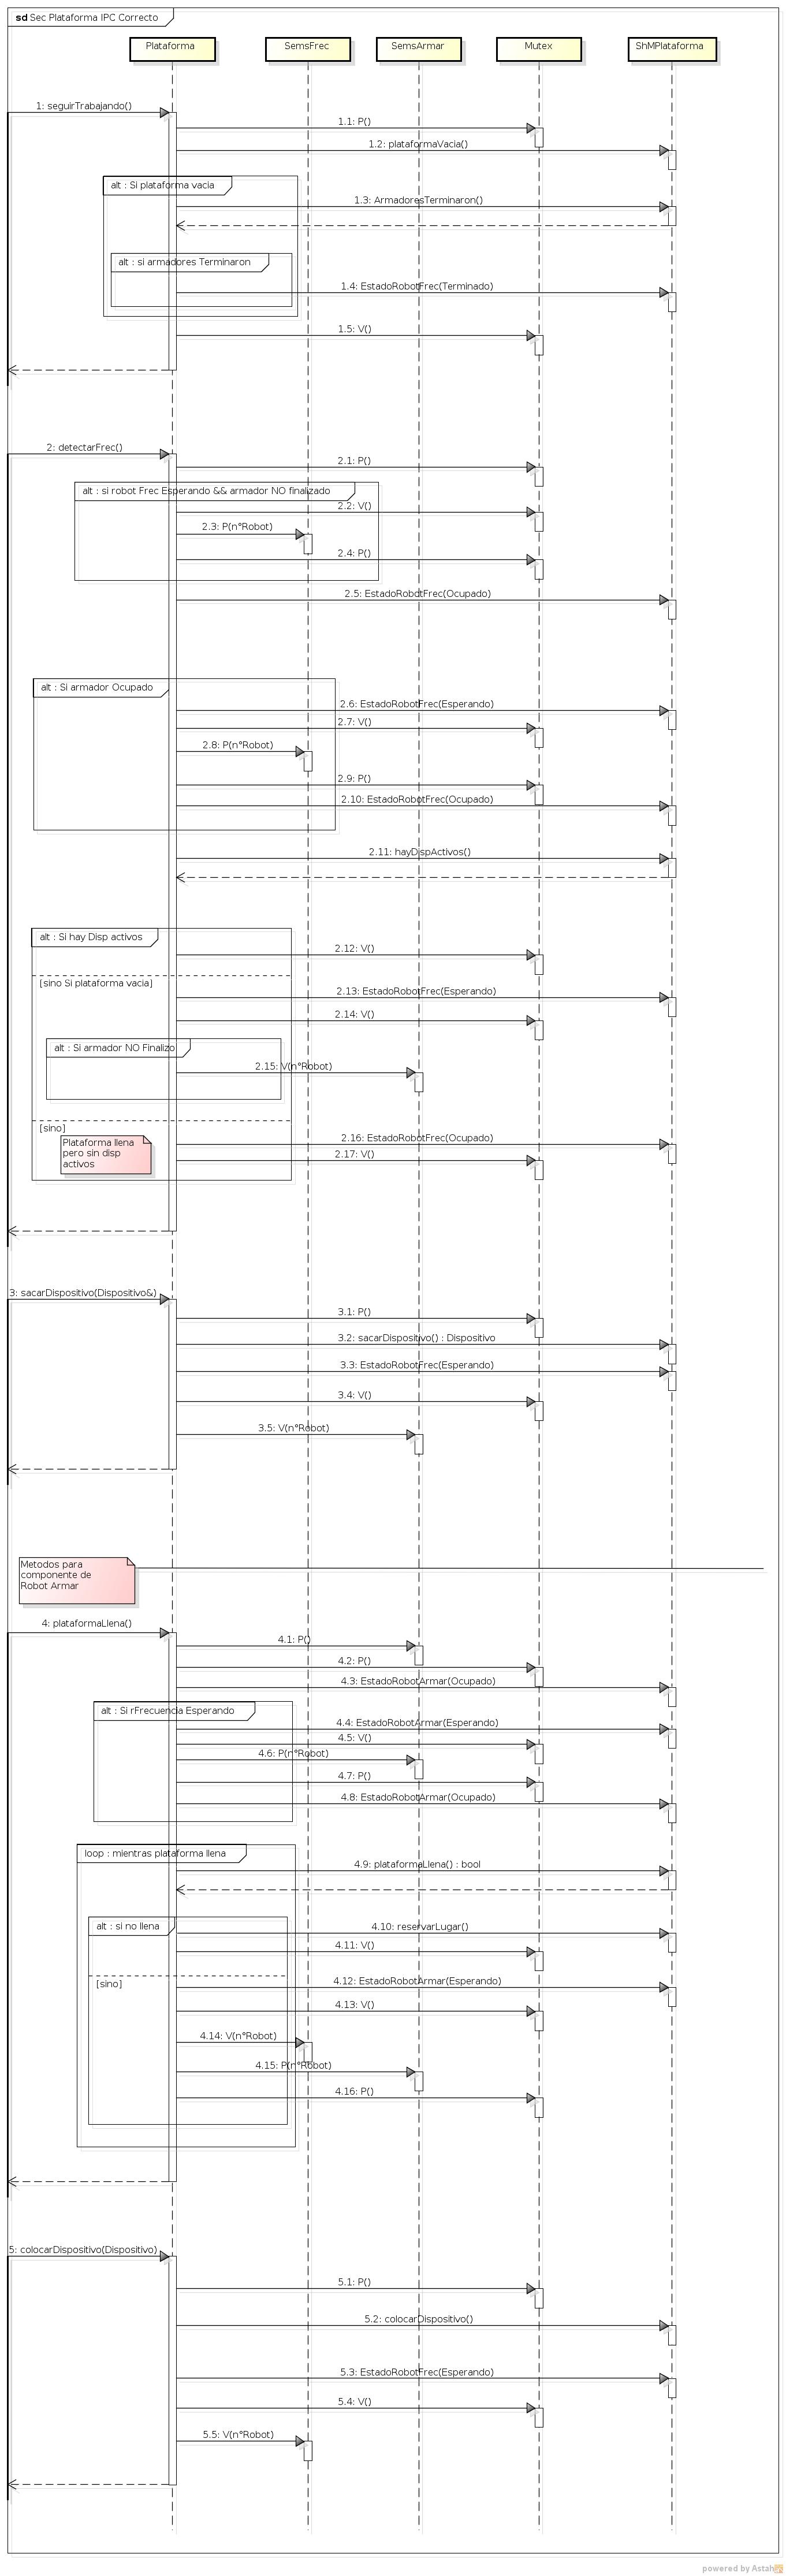 sd Sec Plataforma IPC Correcto
Plataforma
SemsFrec
SemsArmar
Mutex
ShMPlataforma
1: seguirTrabajando()
1.1: P()
1.2: plataformaVacia()
alt : Si plataforma vacia
1.3: ArmadoresTerminaron()
alt : si armadores Terminaron
1.4: EstadoRobotFrec(Terminado)
1.5: V()
2: detectarFrec()
2.1: P()
alt : si robot Frec Esperando && armador NO finalizado
2.2: V()
2.3: P(n°Robot)
2.4: P()
2.5: EstadoRobotFrec(Ocupado)
alt : Si armador Ocupado
2.6: EstadoRobotFrec(Esperando)
2.7: V()
2.8: P(n°Robot)
2.9: P()
2.10: EstadoRobotFrec(Ocupado)
2.11: hayDispActivos()
alt : Si hay Disp activos
2.12: V()
[sino Si plataforma vacia]
2.13: EstadoRobotFrec(Esperando)
2.14: V()
alt : Si armador NO Finalizo
2.15: V(n°Robot)
[sino]
Plataforma llena
pero sin disp
activos
2.16: EstadoRobotFrec(Ocupado)
2.17: V()
3: sacarDispositivo(Dispositivo&)
3.1: P()
3.2: sacarDispositivo() : Dispositivo
3.3: EstadoRobotFrec(Esperando)
3.4: V()
3.5: V(n°Robot)
Metodos para
componente de
Robot Armar
4: plataformaLlena()
4.1: P()
4.2: P()
4.3: EstadoRobotArmar(Ocupado)
alt : Si rFrecuencia Esperando
4.4: EstadoRobotArmar(Esperando)
4.5: V()
4.6: P(n°Robot)
4.7: P()
4.8: EstadoRobotArmar(Ocupado)
loop : mientras plataforma llena
4.9: plataformaLlena() : bool
alt : si no llena
4.10: reservarLugar()
4.11: V()
[sino]
4.12: EstadoRobotArmar(Esperando)
4.13: V()
4.14: V(n°Robot)
4.15: P(n°Robot)
4.16: P()
5: colocarDispositivo(Dispositivo)
5.1: P()
5.2: colocarDispositivo()
5.3: EstadoRobotFrec(Esperando)
5.4: V()
5.5: V(n°Robot)
powered by Astah